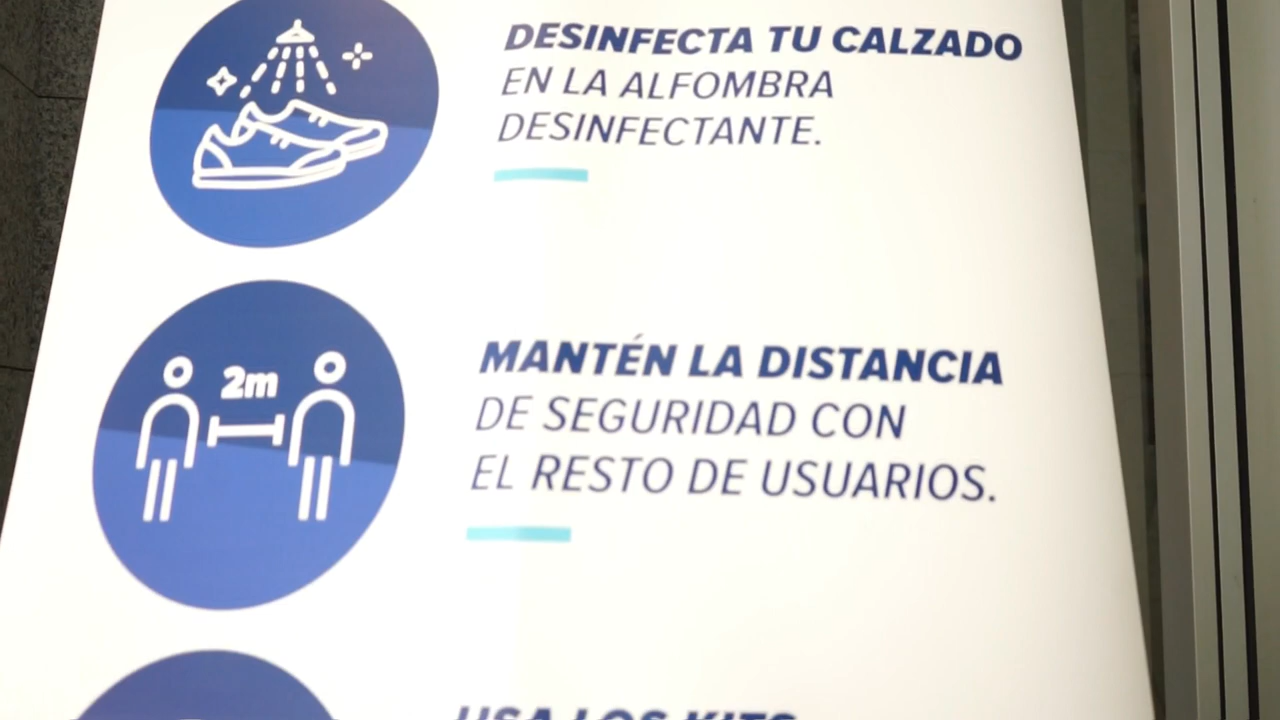 DESINFECTA TU CALZADO
EN LA ALFOMBRA
DESINFECTANTE.
2m
MANTÉN LA DISTANCIA
DE SEGURIDAD CON
EL RESTO DE USUARIOS.
USA LOS KITS